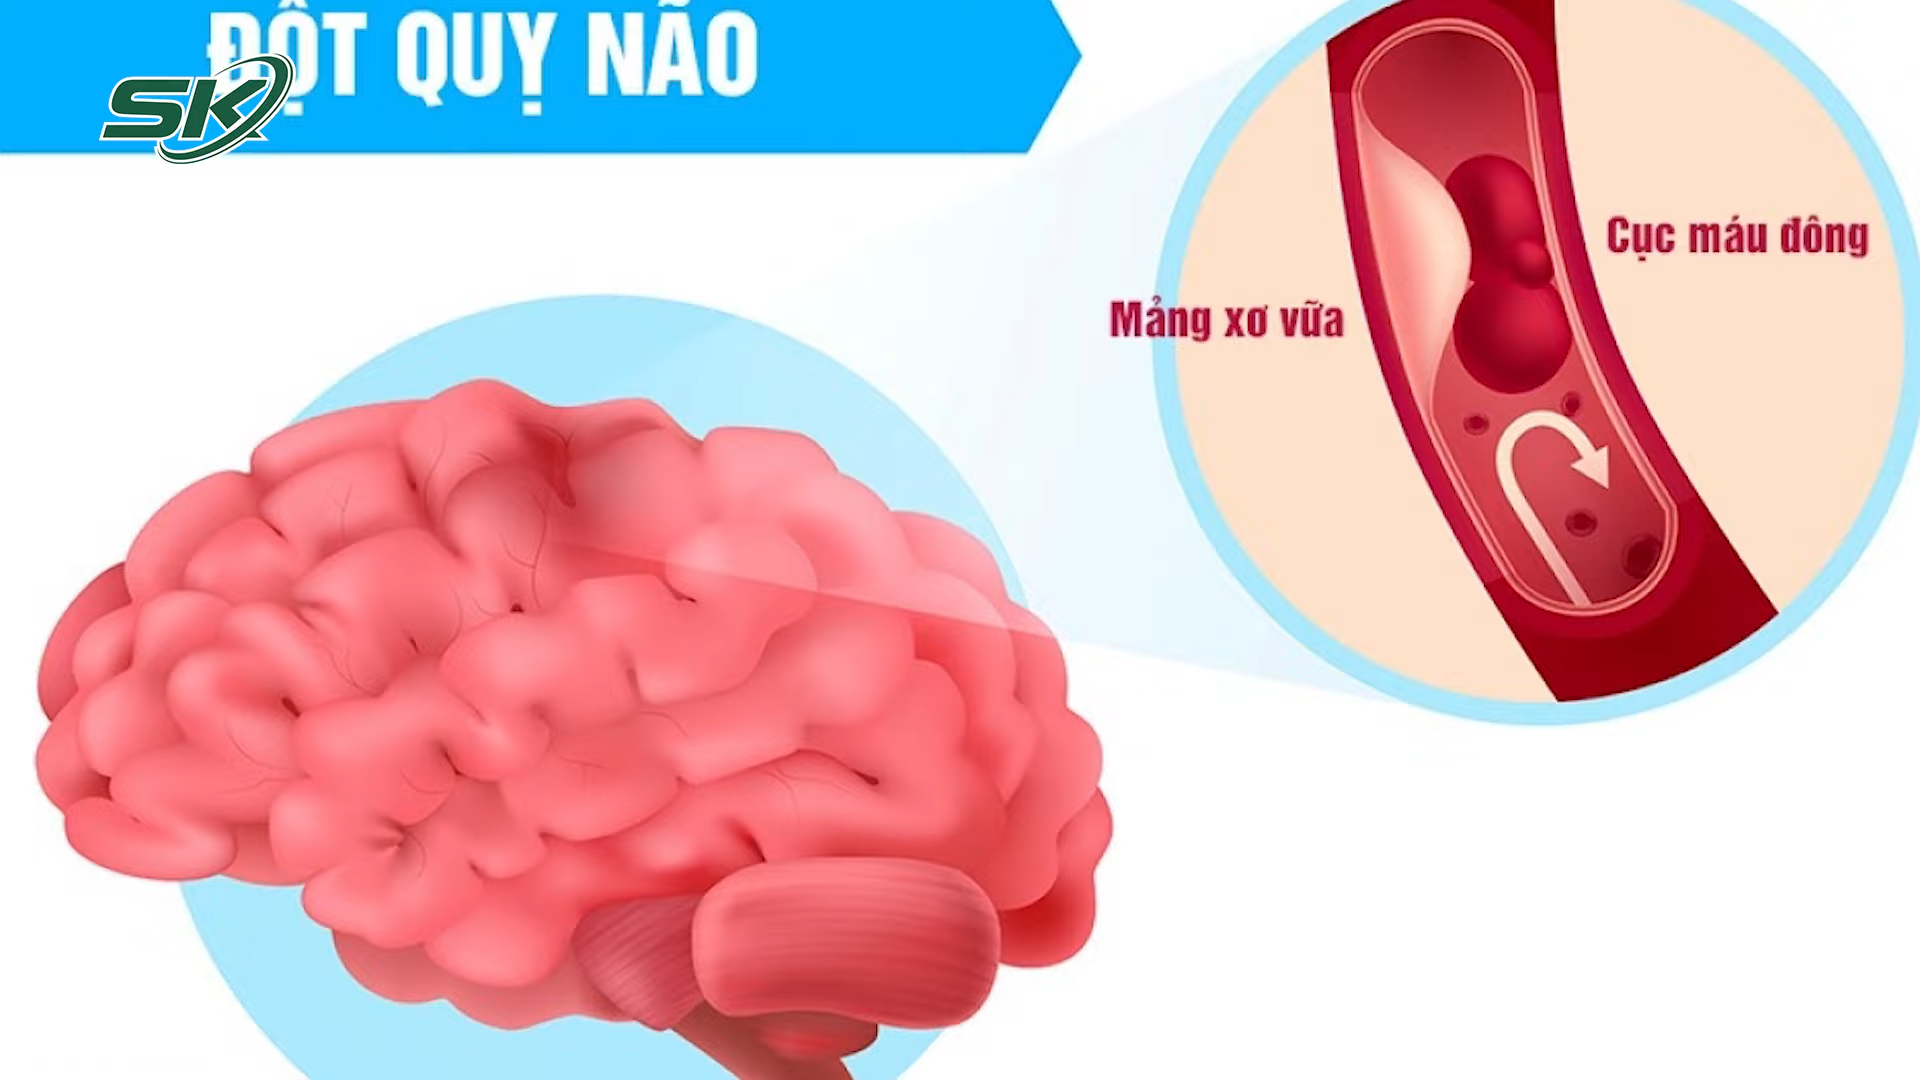 ĐỘT QUỴ NÃO
SK
Cục máu đông
Mảng xơ vữa